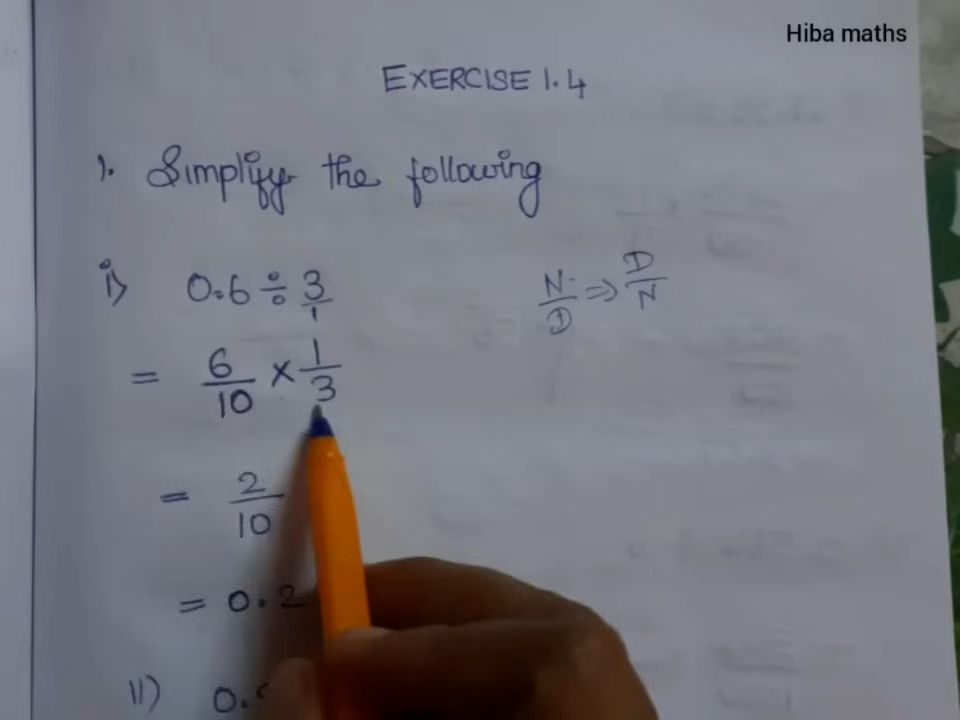 Hiba maths
EXERCISE 1.4
1. Simplify the following
i) 0.6 ÷ 3/1
N/D ⇒ D/N
= 6/10 × 1/3
= 2/10
= 0.2
ii) 0.